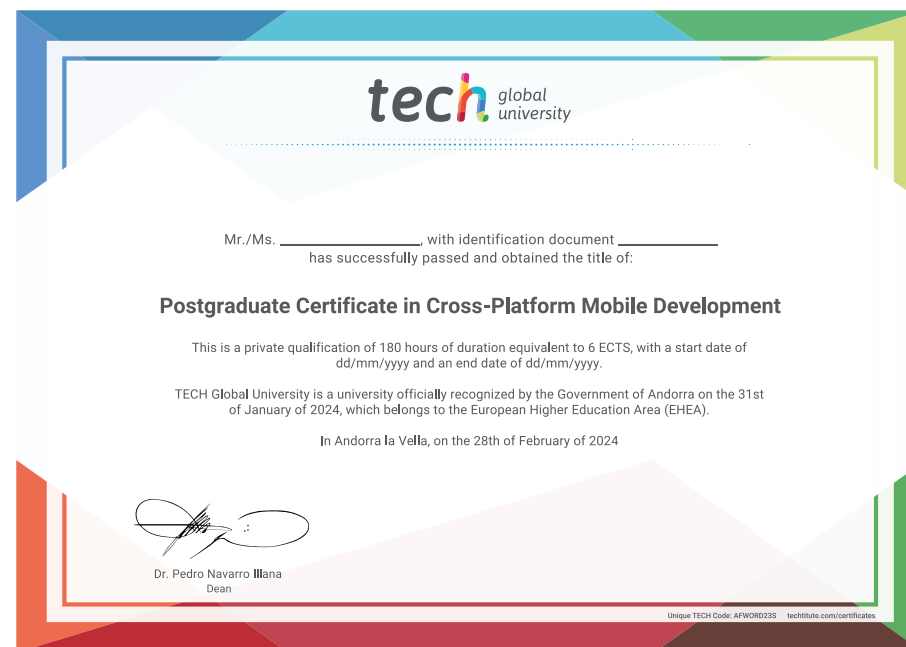 tech global
university
Mr./Ms. ____________, with identification document ____________
has successfully passed and obtained the title of:
Postgraduate Certificate in Cross-Platform Mobile Development
This is a private qualification of 180 hours of duration equivalent to 6 ECTS, with a start date of
dd/mm/yyyy and an end date of dd/mm/yyyy.
TECH Global University is a university officially recognized by the Government of Andorra on the 31st
of January of 2024, which belongs to the European Higher Education Area (EHEA).
In Andorra la Vella, on the 28th of February of 2024
Dr. Pedro Navarro Illana
Dean
Unique TECH Code: AFWORD23S techtitute.com/certificates